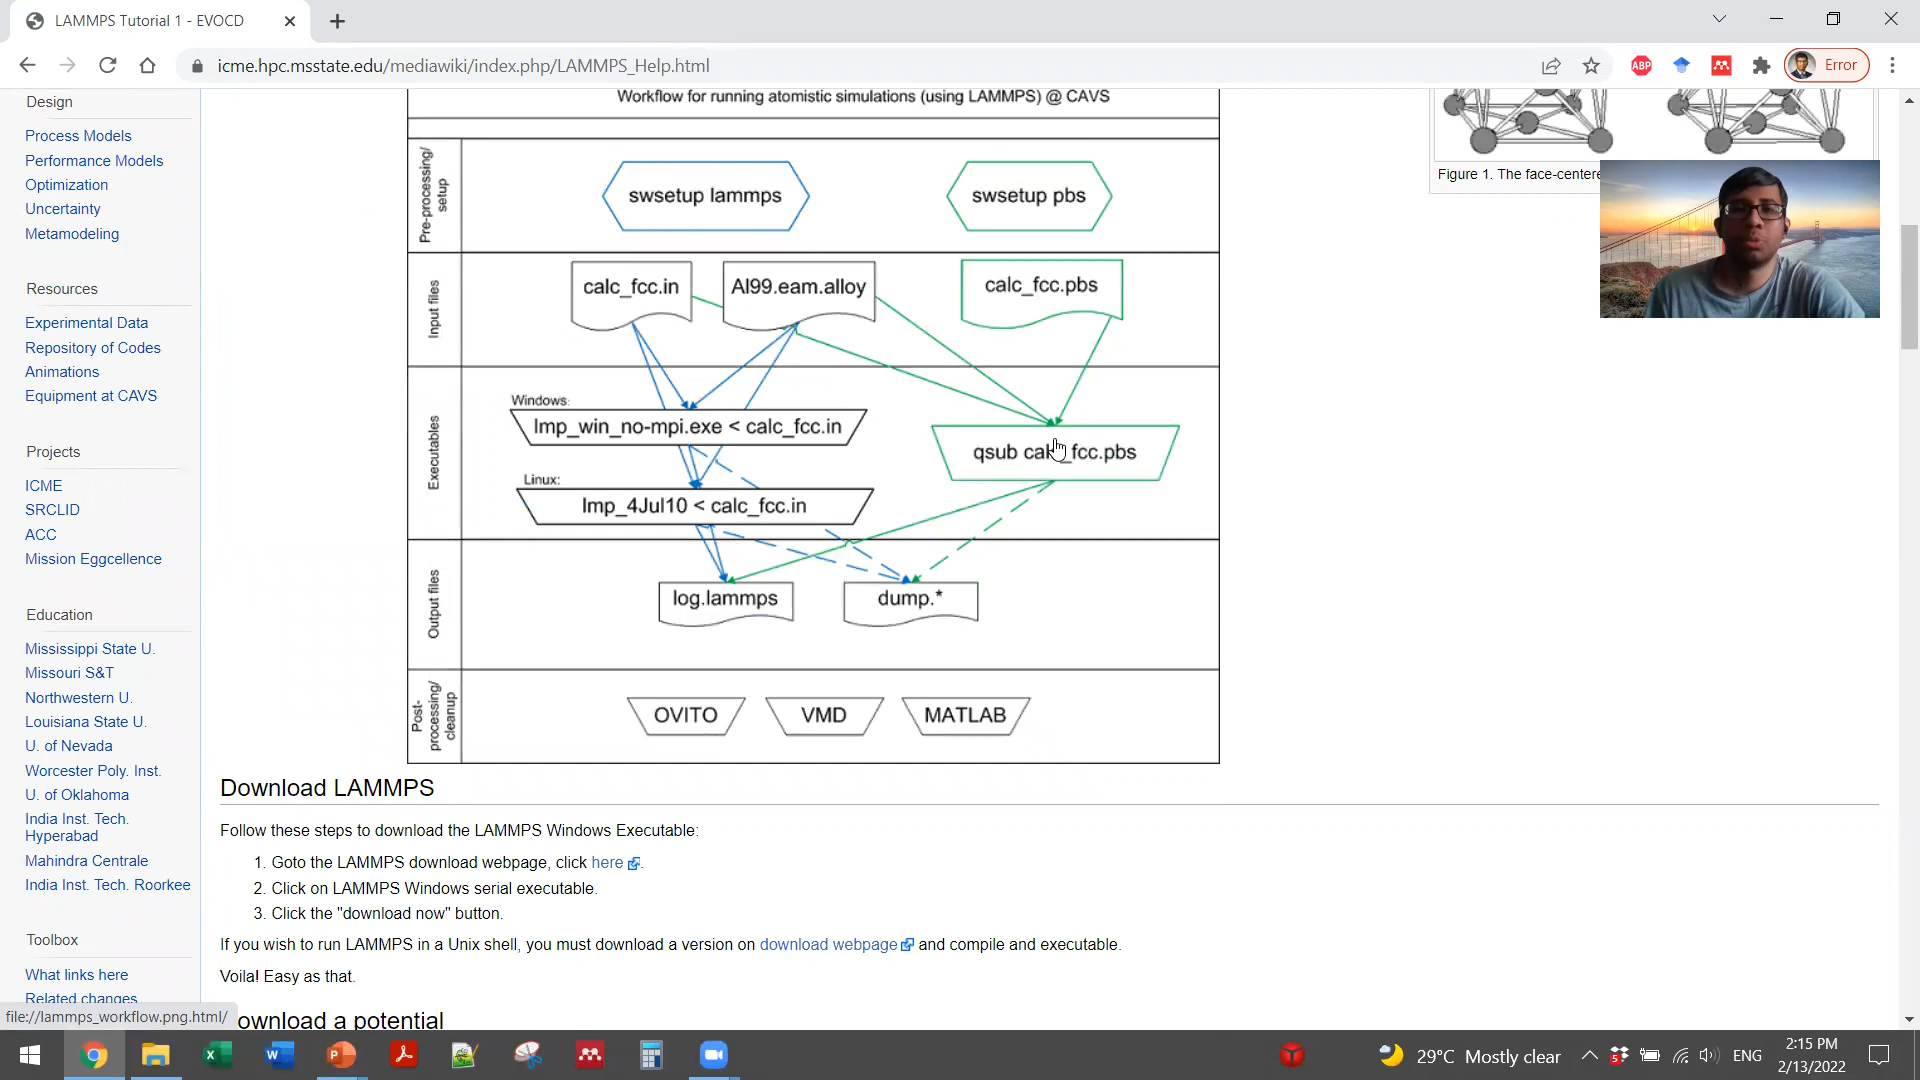 LAMMPS Tutorial 1 - EVOCD
icme.hpc.msstate.edu/mediawiki/index.php/LAMMPS_Help.html
ABP
Error
Design
Process Models
Performance Models
Optimization
Uncertainty
Metamodeling
Resources
Experimental Data
Repository of Codes
Animations
Equipment at CAVS
Projects
ICME
SRCLID
ACC
Mission Eggcellence
Education
Mississippi State U.
Missouri S&T
Northwestern U.
Louisiana State U.
U. of Nevada
Worcester Poly. Inst.
U. of Oklahoma
India Inst. Tech.
Hyperabad
Mahindra Centrale
India Inst. Tech. Roorkee
Toolbox
What links here
Related changes
file://lammps_workflow.png.html/
Workflow for running atomistic simulations (using LAMMPS) @ CAVS
Pre-processing/
setup
swsetup lammps
swsetup pbs
Input files
calc_fcc.in
Al99.eam.alloy
calc_fcc.pbs
Executables
Windows:
lmp_win_no-mpi.exe < calc_fcc.in
qsub calc_fcc.pbs
Linux:
lmp_4Jul10 < calc_fcc.in
Output files
log.lammps
dump.*
Post-
processing/
cleanup
OVITO
VMD
MATLAB
Figure 1. The face-centere
Download LAMMPS
Follow these steps to download the LAMMPS Windows Executable:
1. Goto the LAMMPS download webpage, click here.
2. Click on LAMMPS Windows serial executable.
3. Click the "download now" button.
If you wish to run LAMMPS in a Unix shell, you must download a version on download webpage and compile and executable.
Voila! Easy as that.
ownload a potential
29°C Mostly clear
ENG
2:15 PM
2/13/2022